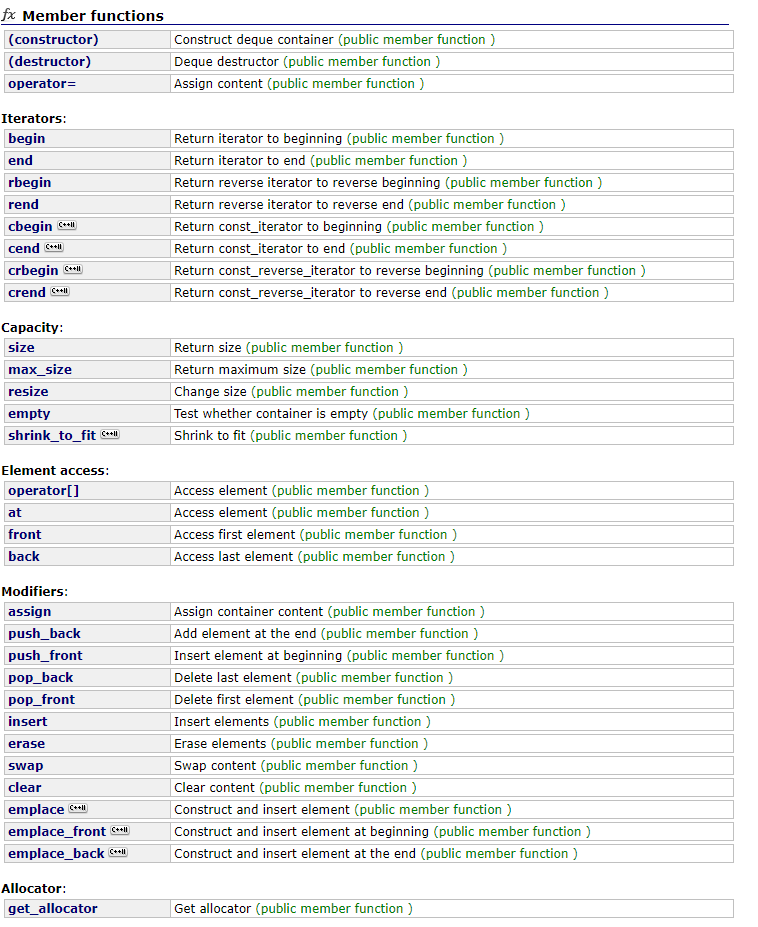 fx Member functions
(constructor) Construct deque container (public member function )
(destructor) Deque destructor (public member function )
operator= Assign content (public member function )
Iterators:
begin Return iterator to beginning (public member function )
end Return iterator to end (public member function )
rbegin Return reverse iterator to reverse beginning (public member function )
rend Return reverse iterator to reverse end (public member function )
cbegin C++11 Return const_iterator to beginning (public member function )
cend C++11 Return const_iterator to end (public member function )
crbegin C++11 Return const_reverse_iterator to reverse beginning (public member function )
crend C++11 Return const_reverse_iterator to reverse end (public member function )
Capacity:
size Return size (public member function )
max_size Return maximum size (public member function )
resize Change size (public member function )
empty Test whether container is empty (public member function )
shrink_to_fit C++11 Shrink to fit (public member function )
Element access:
operator[] Access element (public member function )
at Access element (public member function )
front Access first element (public member function )
back Access last element (public member function )
Modifiers:
assign Assign container content (public member function )
push_back Add element at the end (public member function )
push_front Insert element at beginning (public member function )
pop_back Delete last element (public member function )
pop_front Delete first element (public member function )
insert Insert elements (public member function )
erase Erase elements (public member function )
swap Swap content (public member function )
clear Clear content (public member function )
emplace C++11 Construct and insert element (public member function )
emplace_front C++11 Construct and insert element at beginning (public member function )
emplace_back C++11 Construct and insert element at the end (public member function )
Allocator:
get_allocator Get allocator (public member function )